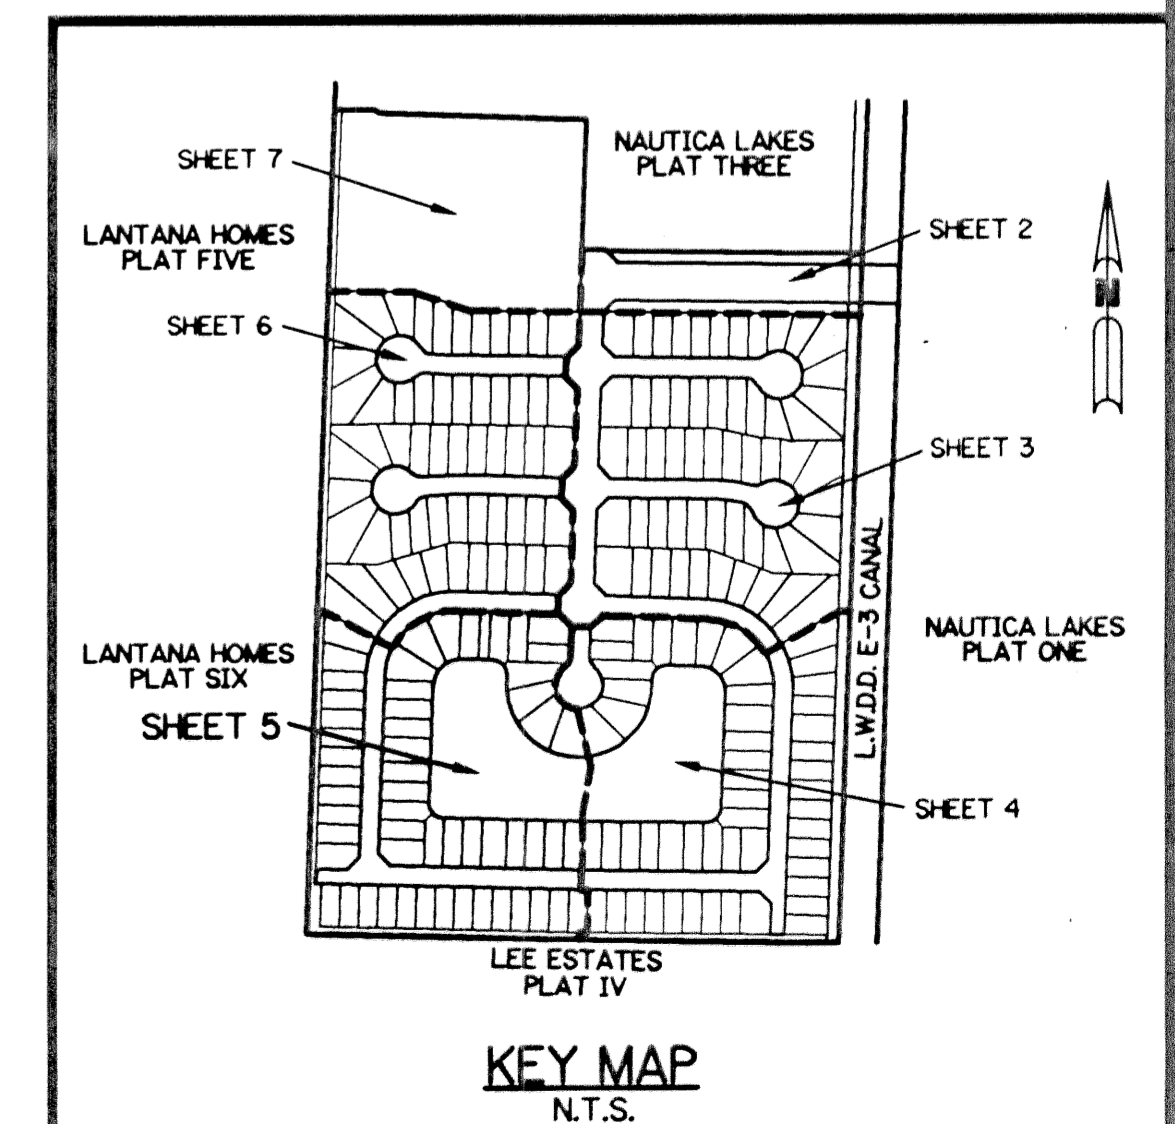 NAUTICA LAKES
PLAT THREE
SHEET 7
LANTANA HOMES
PLAT FIVE
SHEET 2
N
SHEET 6
SHEET 3
L.W.D.D. E-3 CANAL
NAUTICA LAKES
PLAT ONE
LANTANA HOMES
PLAT SIX
SHEET 5
SHEET 4
LEE ESTATES
PLAT IV
KEY MAP
N.T.S.